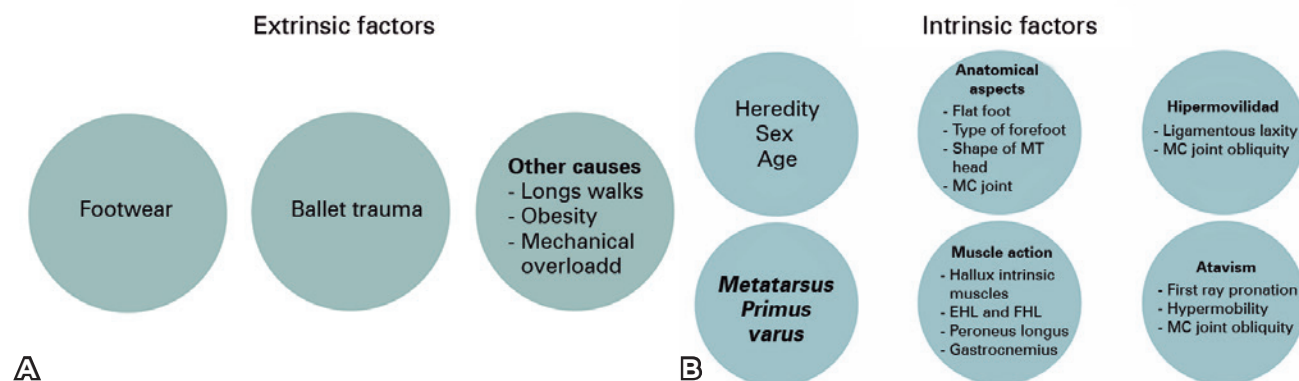 Extrinsic factors
Footwear
Ballet trauma
Other causes
- Longs walks
- Obesity
- Mechanical
overloadd
A
Intrinsic factors
Heredity
Sex
Age
Anatomical
aspects
- Flat foot
- Type of forefoot
- Shape of MT
head
- MC joint
Hipermovilidad
- Ligamentous laxity
- MC joint obliquity
Metatarsus
Primus
varus
Muscle action
- Hallux intrinsic
muscles
- EHL and FHL
- Peroneus longus
- Gastrocnemius
Atavism
- First ray pronation
- Hypermobility
- MC joint obliquity
B